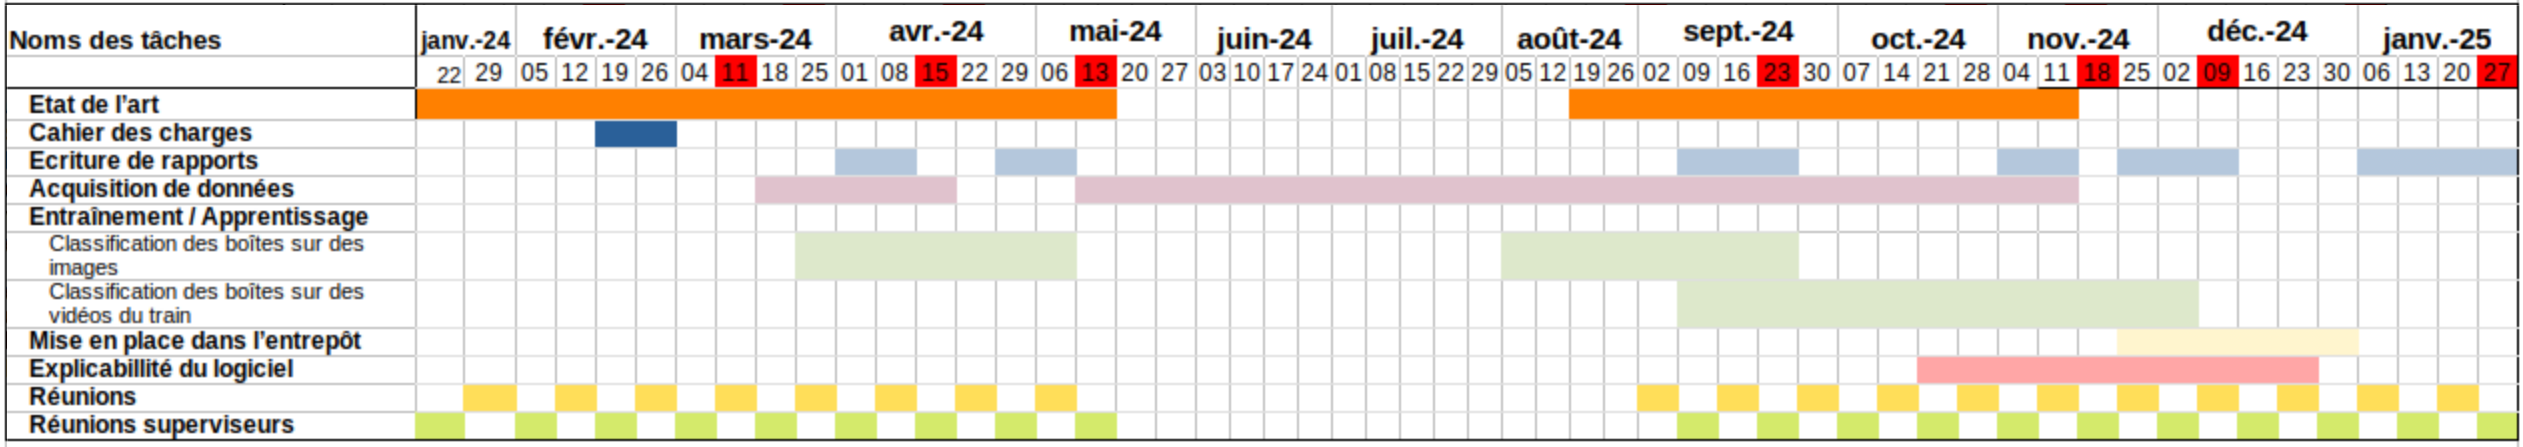 Noms des tâches janv.-24 févr.-24 mars-24 avr.-24 mai-24 juin-24 juil.-24 août-24 sept.-24 oct.-24 nov.-24 déc.-24 janv.-25
22 29 05 12 19 26 04 11 18 25 01 08 15 22 29 06 13 20 27 03 10 17 24 01 08 15 22 29 05 12 19 26 02 09 16 23 30 07 14 21 28 04 11 18 25 02 09 16 23 30 06 13 20 27
Etat de l'art
Cahier des charges
Ecriture de rapports
Acquisition de données
Entraînement / Apprentissage
Classification des boîtes sur des
images
Classification des boîtes sur des
vidéos du train
Mise en place dans l'entrepôt
Explicabillité du logiciel
Réunions
Réunions superviseurs